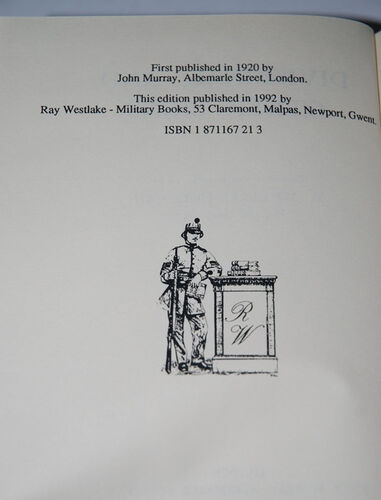 First published in 1920 by
John Murray, Albemarle Street, London.
This edition published in 1992 by
Ray Westlake - Military Books, 53 Claremont, Malpas, Newport, Gwent.
ISBN 1 871167 21 3
R
W